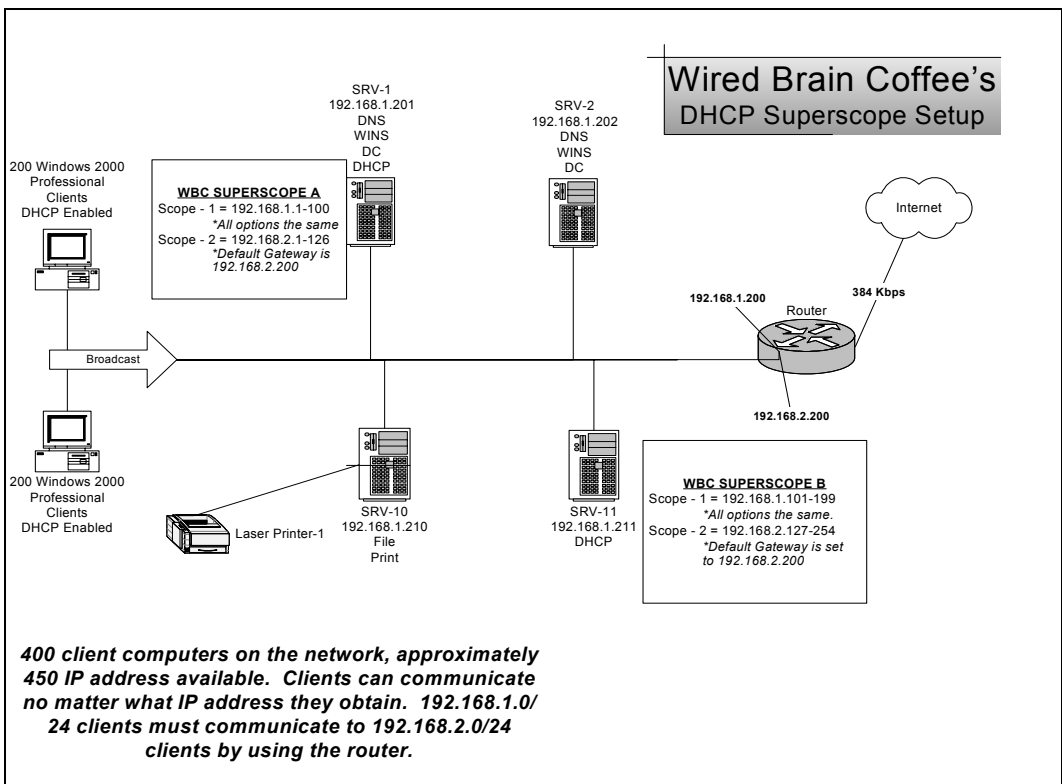 Wired Brain Coffee's
DHCP Superscope Setup
SRV-1
192.168.1.201
DNS
WINS
DC
DHCP
SRV-2
192.168.1.202
DNS
WINS
DC
200 Windows 2000
Professional
Clients
DHCP Enabled
WBC SUPERSCOPE A
Scope - 1 = 192.168.1.1-100
*All options the same
Scope - 2 = 192.168.2.1-126
*Default Gateway is
192.168.2.200
Internet
384 Kbps
192.168.1.200
Router
Broadcast
192.168.2.200
200 Windows 2000
Professional
Clients
DHCP Enabled
Laser Printer-1
SRV-10
192.168.1.210
File
Print
SRV-11
192.168.1.211
DHCP
WBC SUPERSCOPE B
Scope - 1 = 192.168.1.101-199
*All options the same.
Scope - 2 = 192.168.2.127-254
*Default Gateway is set
to 192.168.2.200
400 client computers on the network, approximately
450 IP address available. Clients can communicate
no matter what IP address they obtain. 192.168.1.0/
24 clients must communicate to 192.168.2.0/24
clients by using the router.